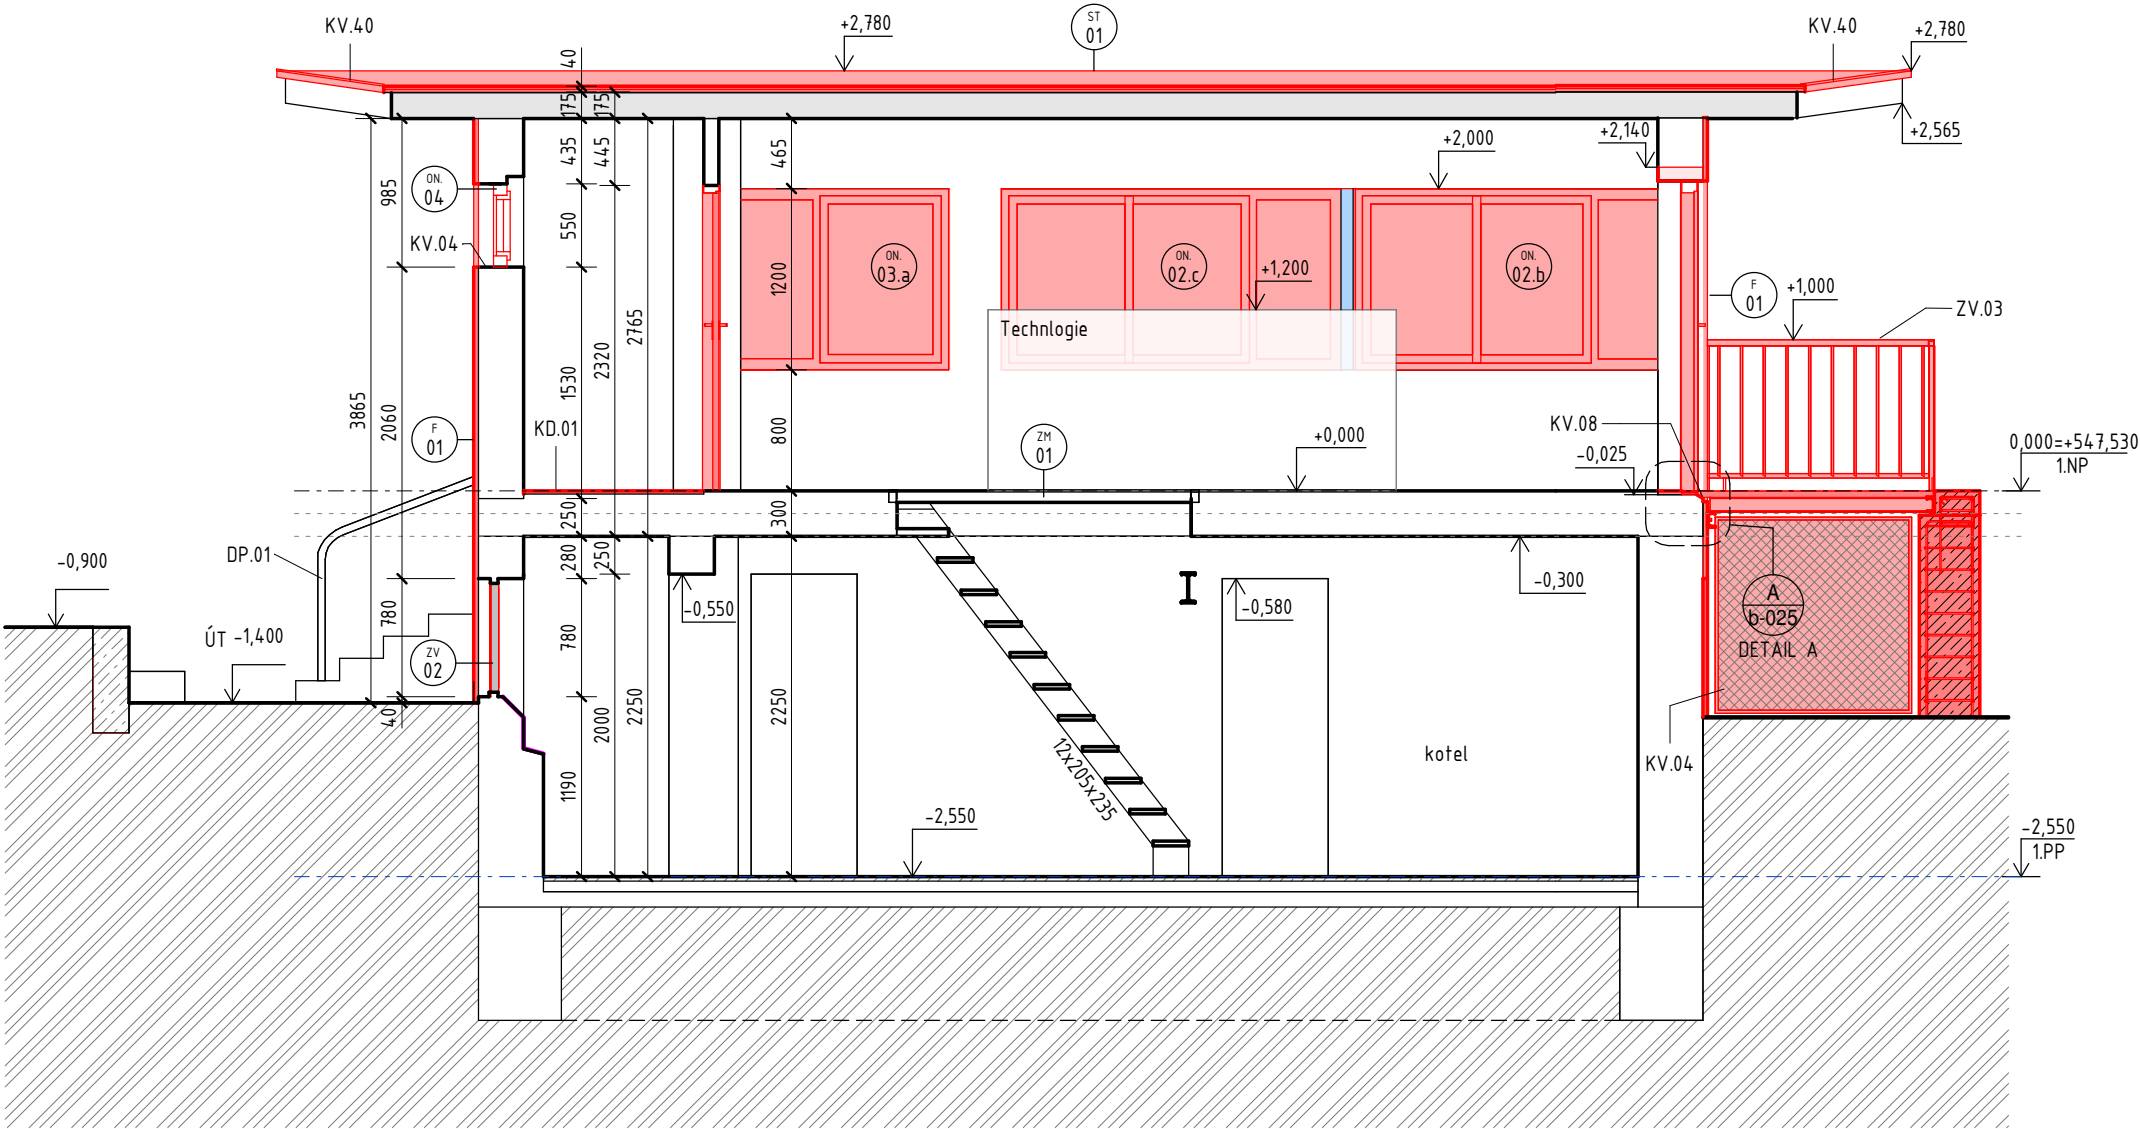 KV.40
+2,780
ST
01
KV.40
+2,780
40
175
175
+2,565
+2,140
+2,000
435
445
465
985
ON.
04
KV.04
550
1200
ON.
03.a
ON.
02.c
+1,200
ON.
02.b
F
01
+1,000
ZV.03
Technlogie
2765
2320
1530
3865
2060
F
01
KD.01
800
ZM
01
+0,000
KV.08
-0,025
0,000=+547,530
1.NP
250
300
280
250
DP.01
-0,900
-0,550
-0,580
-0,300
A
b-025
DETAIL A
780
ÚT -1,400
780
ZV
02
40
2000
2250
2250
12x205x235
kotel
KV.04
1190
-2,550
-2,550
1.PP